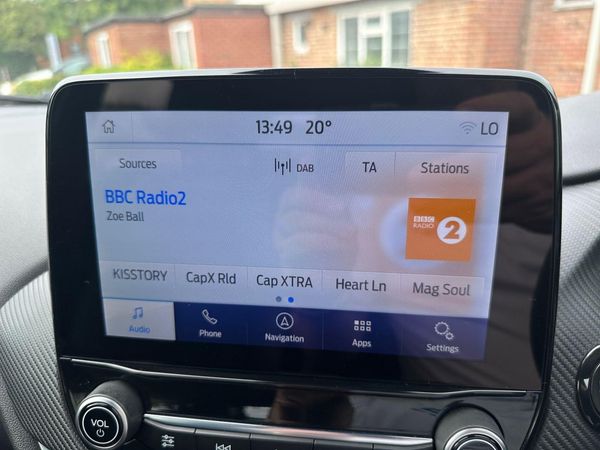 13:49 20° LO
Sources DAB TA Stations
BBC Radio2
Zoe Ball
BBC
RADIO 2
KISSTORY CapX Rld Cap XTRA Heart Ln Mag Soul
Audio Phone Navigation Apps Settings
VOL